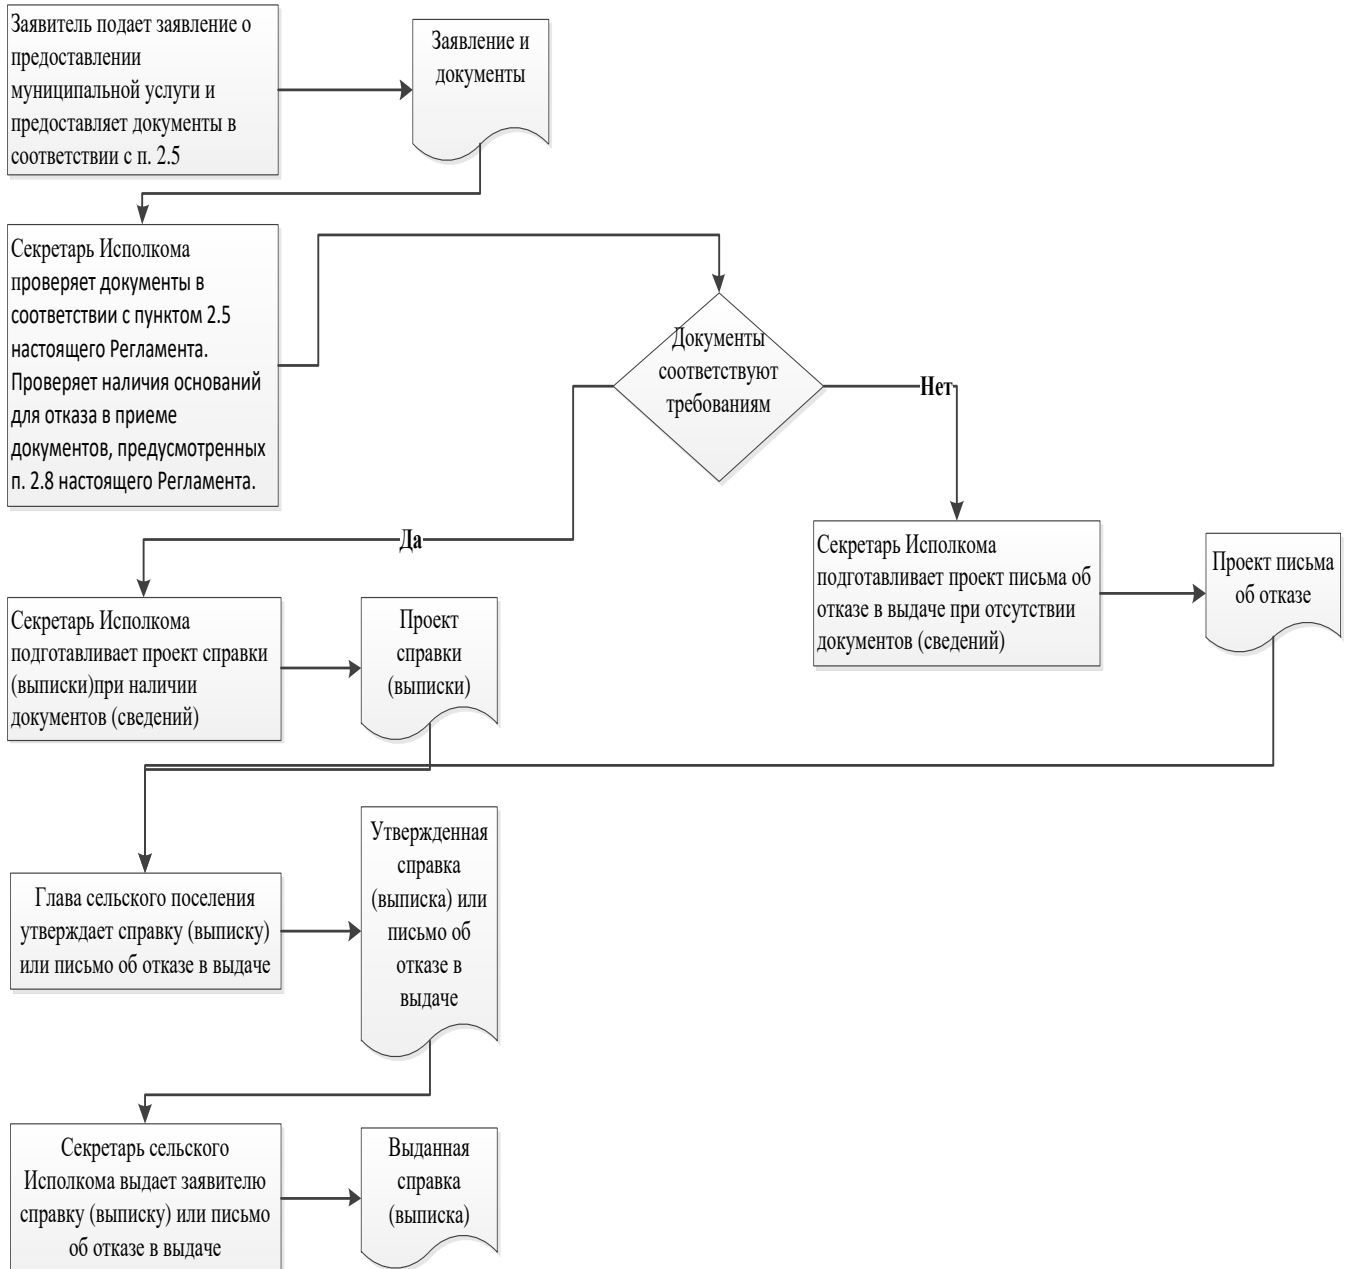 Заявитель подает заявление о
предоставлении
муниципальной услуги и
предоставляет документы в
соответствии с п. 2.5
Заявление и
документы
Секретарь Исполкома
проверяет документы в
соответствии с пунктом 2.5
настоящего Регламента.
Проверяет наличия оснований
для отказа в приеме
документов, предусмотренных
п. 2.8 настоящего Регламента.
Документы
соответствуют
требованиям
Нет
Да
Секретарь Исполкома
подготавливает проект письма об
отказе в выдаче при отсутствии
документов (сведений)
Проект письма
об отказе
Секретарь Исполкома
подготавливает проект справки
(выписки)при наличии
документов (сведений)
Проект
справки
(выписки)
Глава сельского поселения
утверждает справку (выписку)
или письмо об отказе в выдаче
Утвержденная
справка
(выписка) или
письмо об
отказе в
выдаче
Секретарь сельского
Исполкома выдает заявителю
справку (выписку) или письмо
об отказе в выдаче
Выданная
справка
(выписка)